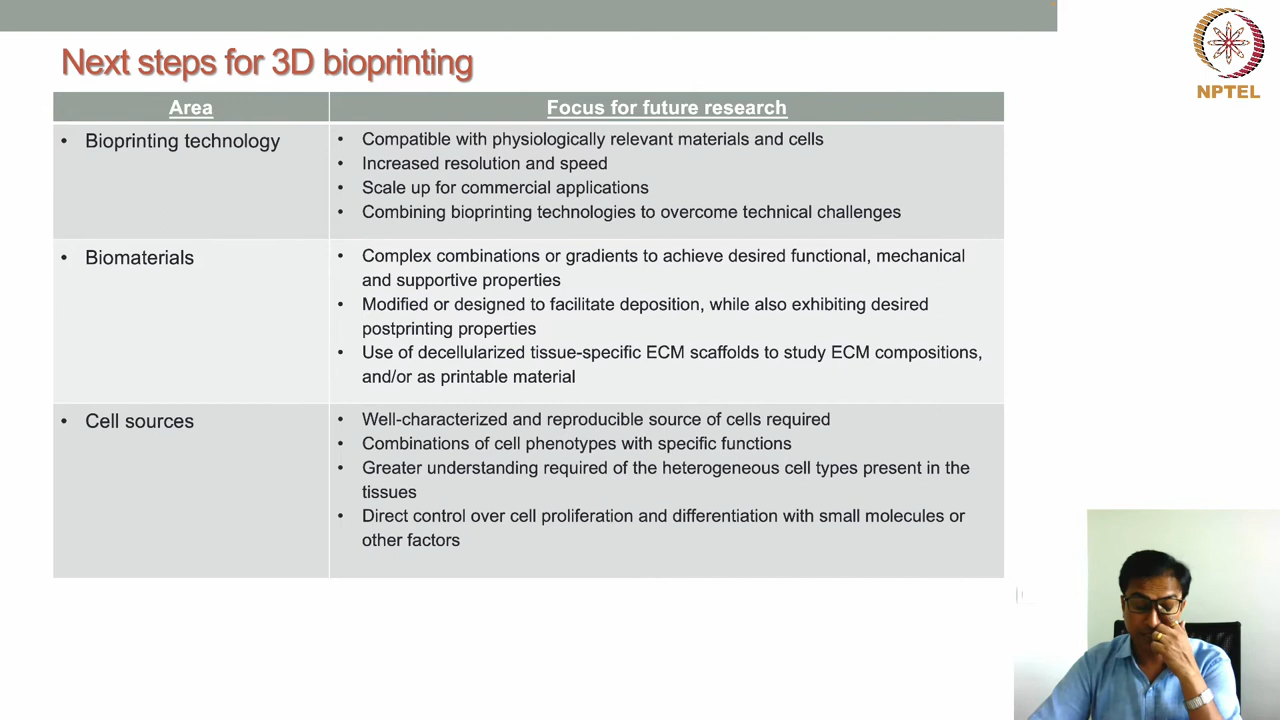 Next steps for 3D bioprinting
NPTEL
Area
Focus for future research
• Bioprinting technology
• Compatible with physiologically relevant materials and cells
• Increased resolution and speed
• Scale up for commercial applications
• Combining bioprinting technologies to overcome technical challenges
• Biomaterials
• Complex combinations or gradients to achieve desired functional, mechanical
and supportive properties
• Modified or designed to facilitate deposition, while also exhibiting desired
postprinting properties
• Use of decellularized tissue-specific ECM scaffolds to study ECM compositions,
and/or as printable material
• Cell sources
• Well-characterized and reproducible source of cells required
• Combinations of cell phenotypes with specific functions
• Greater understanding required of the heterogeneous cell types present in the
tissues
• Direct control over cell proliferation and differentiation with small molecules or
other factors